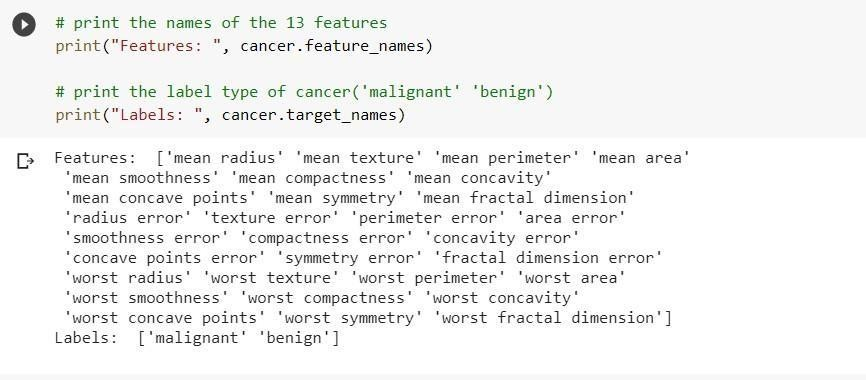 # print the names of the 13 features
print("Features: ", cancer.feature_names)
# print the label type of cancer('malignant' 'benign')
print("Labels: ", cancer.target_names)
Features:  ['mean radius' 'mean texture' 'mean perimeter' 'mean area'
'mean smoothness' 'mean compactness' 'mean concavity'
'mean concave points' 'mean symmetry' 'mean fractal dimension'
'radius error' 'texture error' 'perimeter error' 'area error'
'smoothness error' 'compactness error' 'concavity error'
'concave points error' 'symmetry error' 'fractal dimension error'
'worst radius' 'worst texture' 'worst perimeter' 'worst area'
'worst smoothness' 'worst compactness' 'worst concavity'
'worst concave points' 'worst symmetry' 'worst fractal dimension']
Labels:  ['malignant' 'benign']